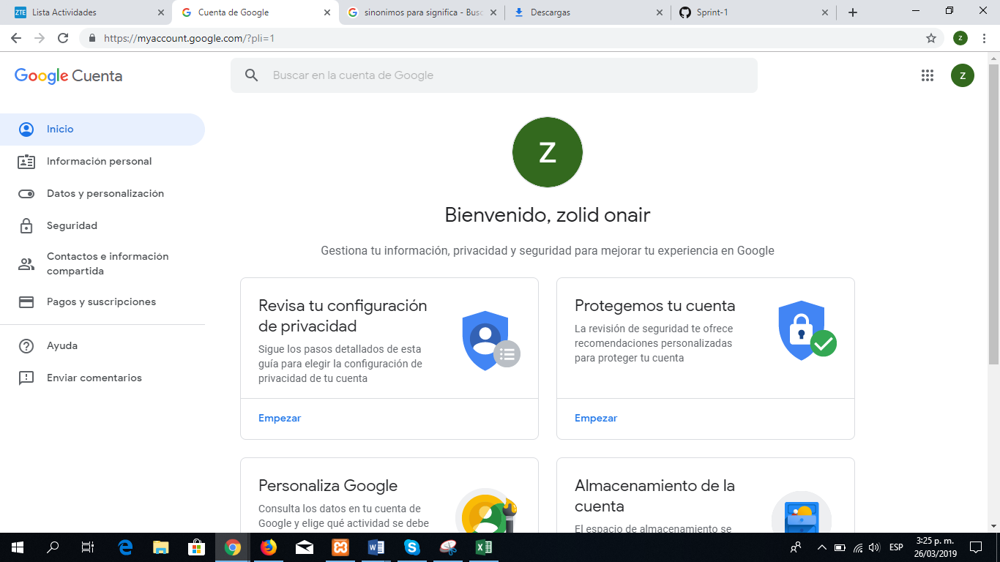 ZTE Lista Actividades
Cuenta de Google
sinonimos para significa - Busc
Descargas
Sprint-1
https://myaccount.google.com/?pli=1
z
Google Cuenta
Buscar en la cuenta de Google
z
Inicio
Información personal
Datos y personalización
Seguridad
Contactos e información
compartida
Pagos y suscripciones
Ayuda
Enviar comentarios
z
Bienvenido, zolid onair
Gestiona tu información, privacidad y seguridad para mejorar tu experiencia en Google
Revisa tu configuración
de privacidad
Sigue los pasos detallados de esta
guía para elegir la configuración de
privacidad de tu cuenta
Empezar
Protegemos tu cuenta
La revisión de seguridad te ofrece
recomendaciones personalizadas
para proteger tu cuenta
Empezar
Personaliza Google
Consulta los datos en tu cuenta de
Google y elige qué actividad se debe
Almacenamiento de la
cuenta
El espacio de almacenamiento se
ESP
3:25 p. m.
26/03/2019